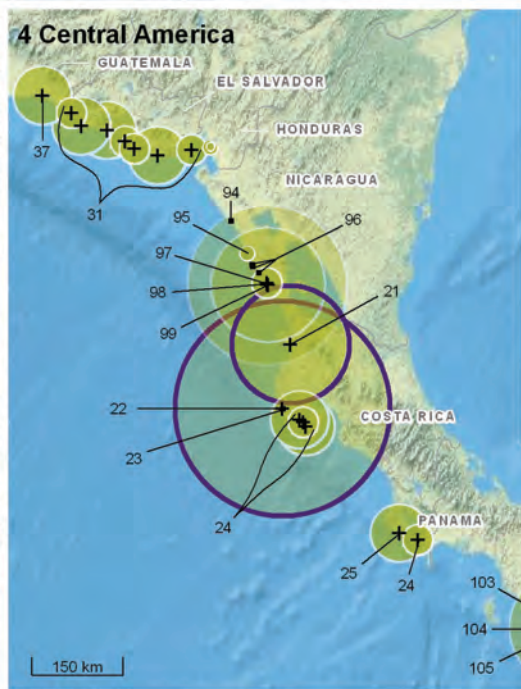 4 Central America
GUATEMALA
EL SALVADOR
HONDURAS
37
31
94
NICARAGUA
95
96
97
98
99
21
22
COSTA RICA
23
24
PANAMA
25
24
103
104
105
150 km